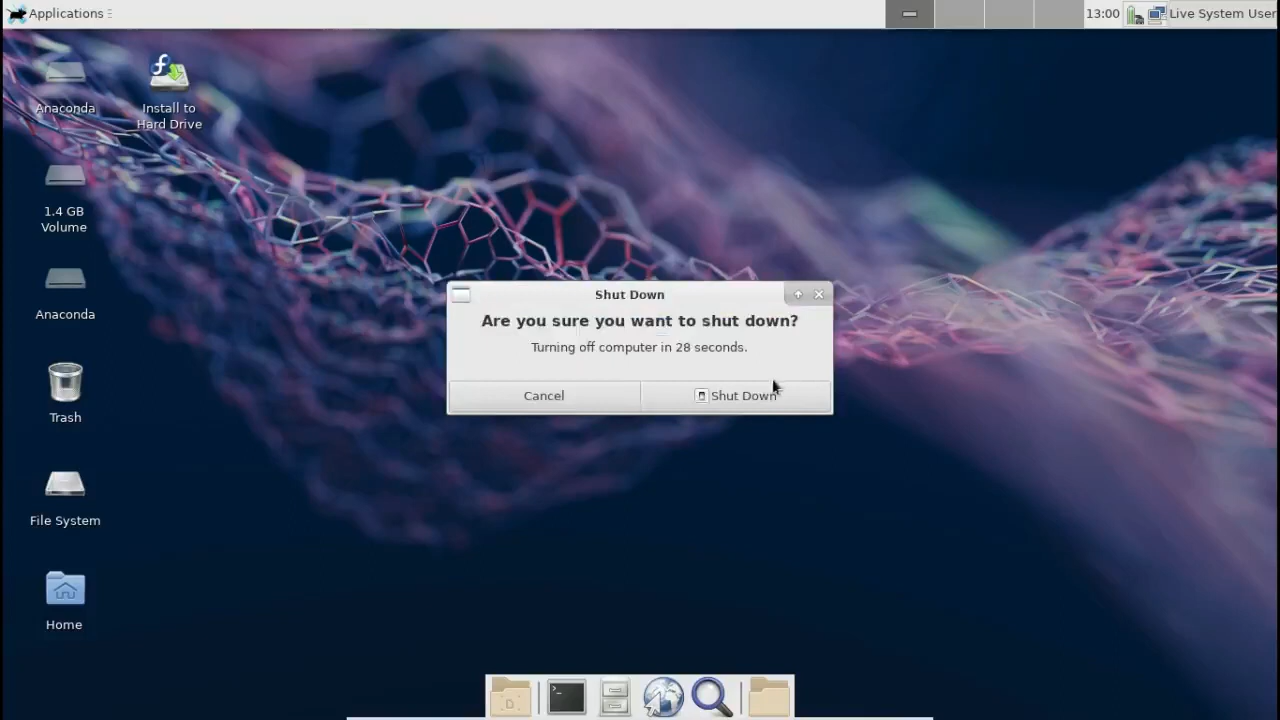 Applications
13:00
Live System User
Anaconda
Install to
Hard Drive
1.4 GB
Volume
Anaconda
Trash
File System
Home
Shut Down
Are you sure you want to shut down?
Turning off computer in 28 seconds.
Cancel
Shut Down